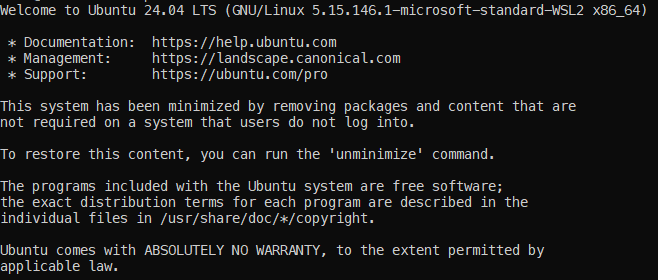 Welcome to Ubuntu 24.04 LTS (GNU/Linux 5.15.146.1-microsoft-standard-WSL2 x86_64)
* Documentation: https://help.ubuntu.com
* Management: https://landscape.canonical.com
* Support: https://ubuntu.com/pro
This system has been minimized by removing packages and content that are
not required on a system that users do not log into.
To restore this content, you can run the 'unminimize' command.
The programs included with the Ubuntu system are free software;
the exact distribution terms for each program are described in the
individual files in /usr/share/doc/*/copyright.
Ubuntu comes with ABSOLUTELY NO WARRANTY, to the extent permitted by
applicable law.